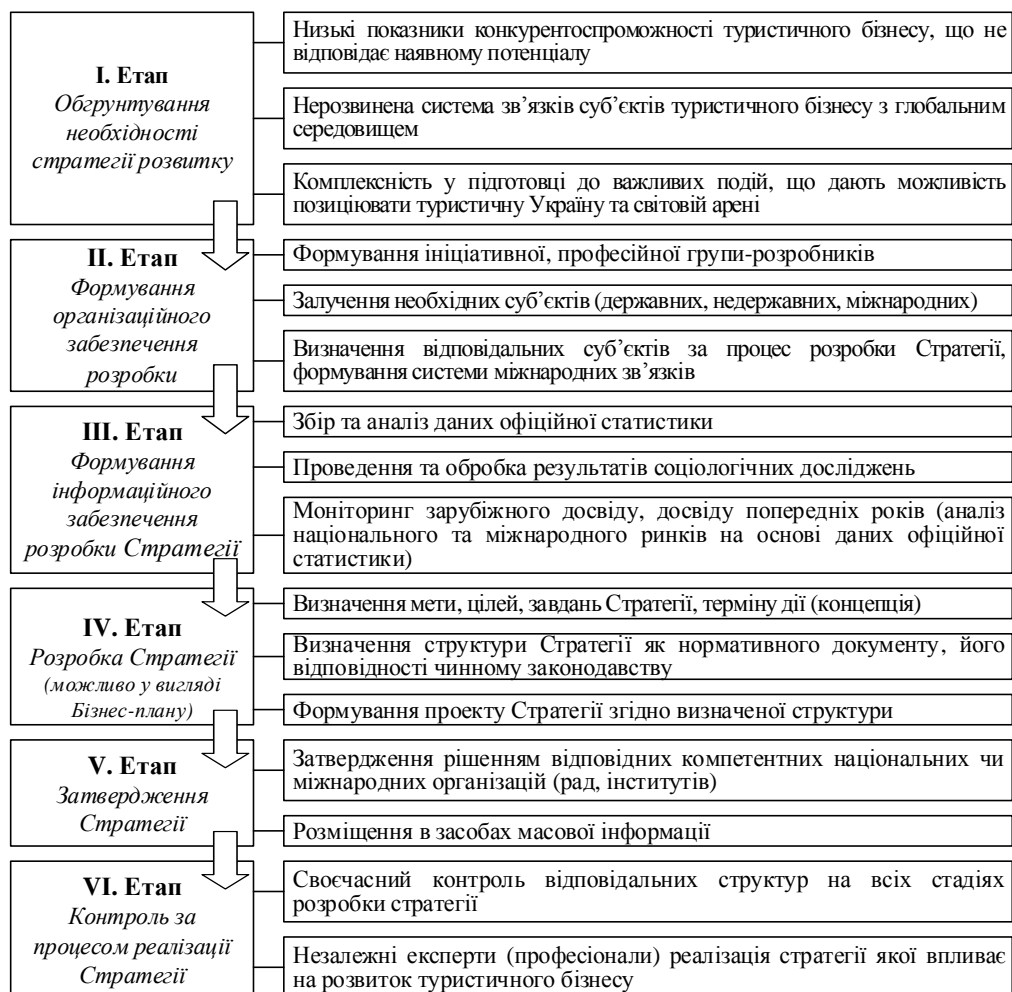 I. Етап
Обгрунтування
необхідності
стратегії розвитку
Низькі показники конкурентоспроможності туристичного бізнесу, що не
відповідає наявному потенціалу
Нерозвинена система зв’язків суб’єктів туристичного бізнесу з глобальним
середовищем
Комплексність у підготовці до важливих подій, що дають можливість
позиціювати туристичну Україну та світовій арені
II. Етап
Формування
організаційного
забезпечення
розробки
Формування ініціативної, професійної групи-розробників
Залучення необхідних суб’єктів (державних, недержавних, міжнародних)
Визначення відповідальних суб’єктів за процес розробки Стратегії,
формування системи міжнародних зв’язків
III. Етап
Формування
інформаційного
забезпечення
розробки Стратегії
Збір та аналіз даних офіційної статистики
Проведення та обробка результатів соціологічних досліджень
Моніторинг зарубіжного досвіду, досвіду попередніх років (аналіз
національного та міжнародного ринків на основі даних офіційної
статистики)
IV. Етап
Розробка Стратегії
(можливо у вигляді
Бізнес-плану)
Визначення мети, цілей, завдань Стратегії, терміну дії (концепція)
Визначення структури Стратегії як нормативного документу, його
відповідності чинному законодавству
Формування проекту Стратегії згідно визначеної структури
V. Етап
Затвердження
Стратегії
Затвердження рішенням відповідних компетентних національних чи
міжнародних організацій (рад, інститутів)
Розміщення в засобах масової інформації
VI. Етап
Контроль за
процесом реалізації
Стратегії
Своєчасний контроль відповідальних структур на всіх стадіях
розробки стратегії
Незалежні експерти (професіонали) реалізація стратегії якої впливає
на розвиток туристичного бізнесу